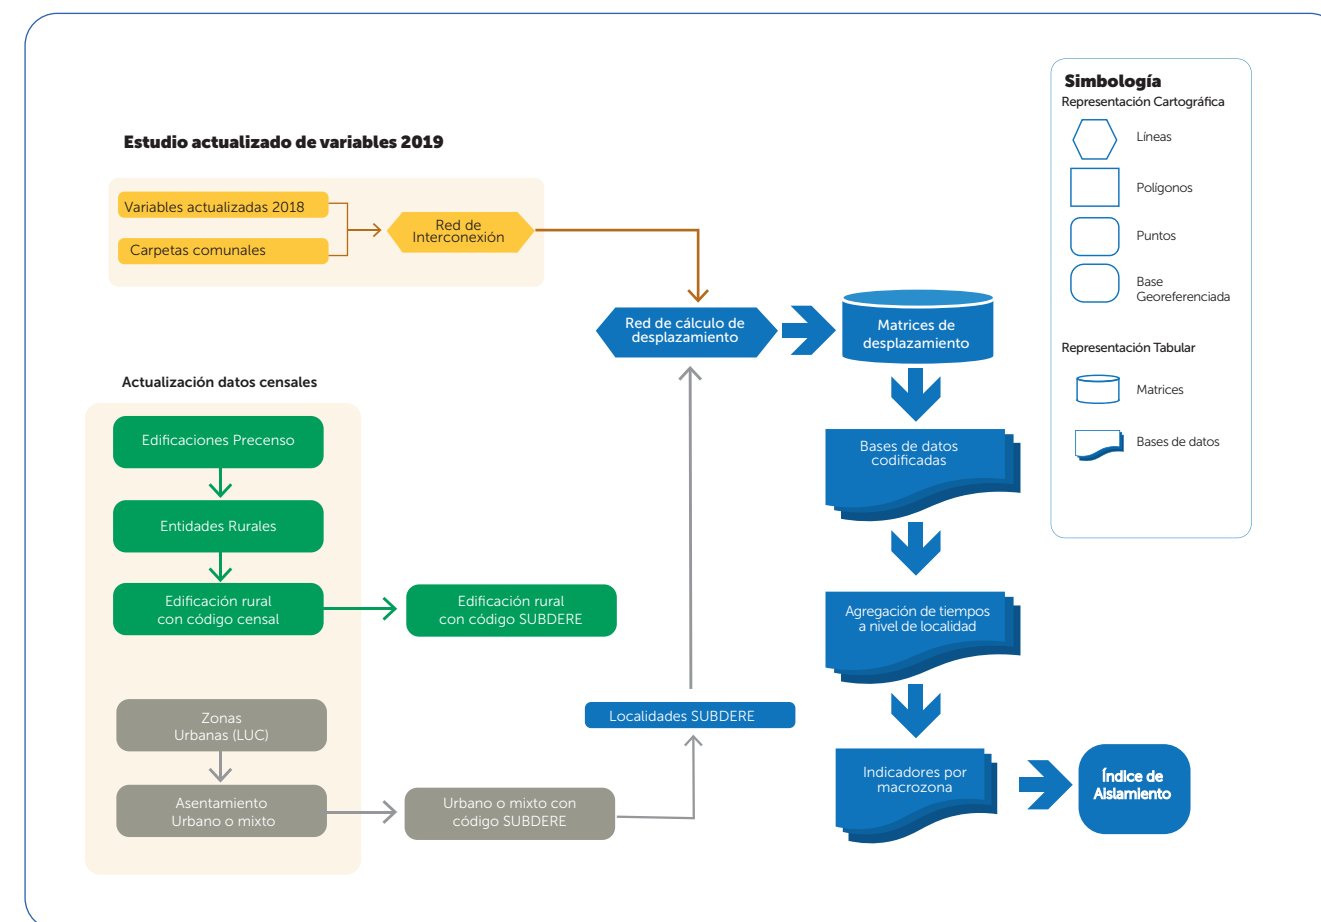 Estudio actualizado de variables 2019
Variables actualizadas 2018
Carpetas comunales
Red de
Interconexión
Red de cálculo de
desplazamiento
Matrices de
desplazamiento
Bases de datos
codificadas
Agregación de tiempos
a nivel de localidad
Indicadores por
macrozona
Índice de
Aislamiento
Actualización datos censales
Edificaciones Precenso
Entidades Rurales
Edificación rural
con código censal
Edificación rural
con código SUBDERE
Zonas
Urbanas (LUC)
Asentamiento
Urbano o mixto
Urbano o mixto con
código SUBDERE
Localidades SUBDERE
Simbología
Representación Cartográfica
Líneas
Polígonos
Puntos
Base
Georeferenciada
Representación Tabular
Matrices
Bases de datos